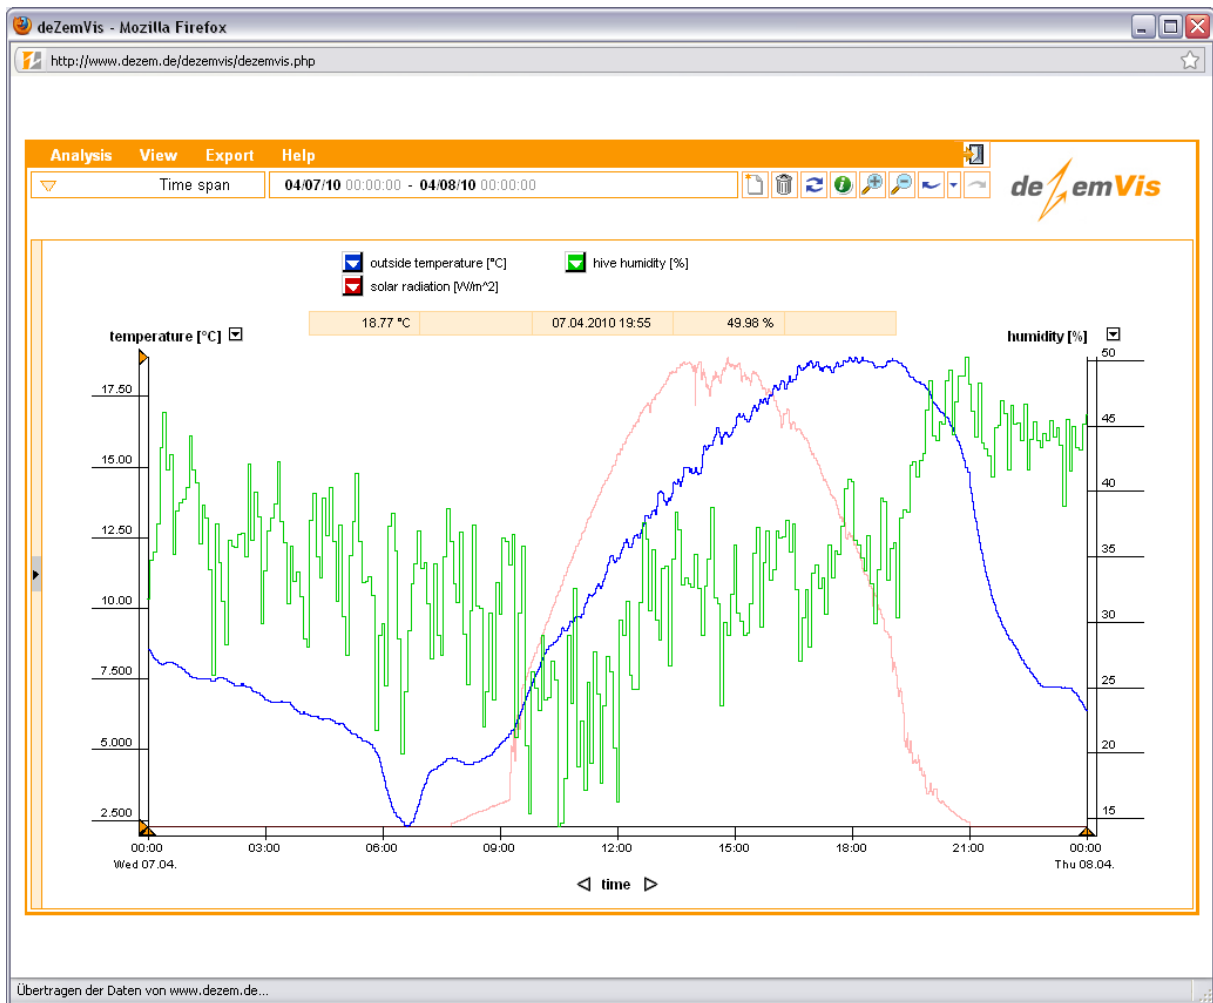 deZemVis - Mozilla Firefox
http://www.dezem.de/dezemvis/dezemvis.php
Analysis View Export Help
Time span 04/07/10 00:00:00 - 04/08/10 00:00:00
dezemVis
outside temperature [°C] hive humidity [%]
solar radiation [W/m^2]
18.77 °C 07.04.2010 19:55 49.98 %
temperature [°C] humidity [%]
50
17.50
45
15.00
40
12.50
35
10.00
30
7.500
25
5.000
20
2.500
15
00:00 03:00 06:00 09:00 12:00 15:00 18:00 21:00 00:00
Wed 07.04. Thu 08.04.
time
Übertragen der Daten von www.dezem.de...